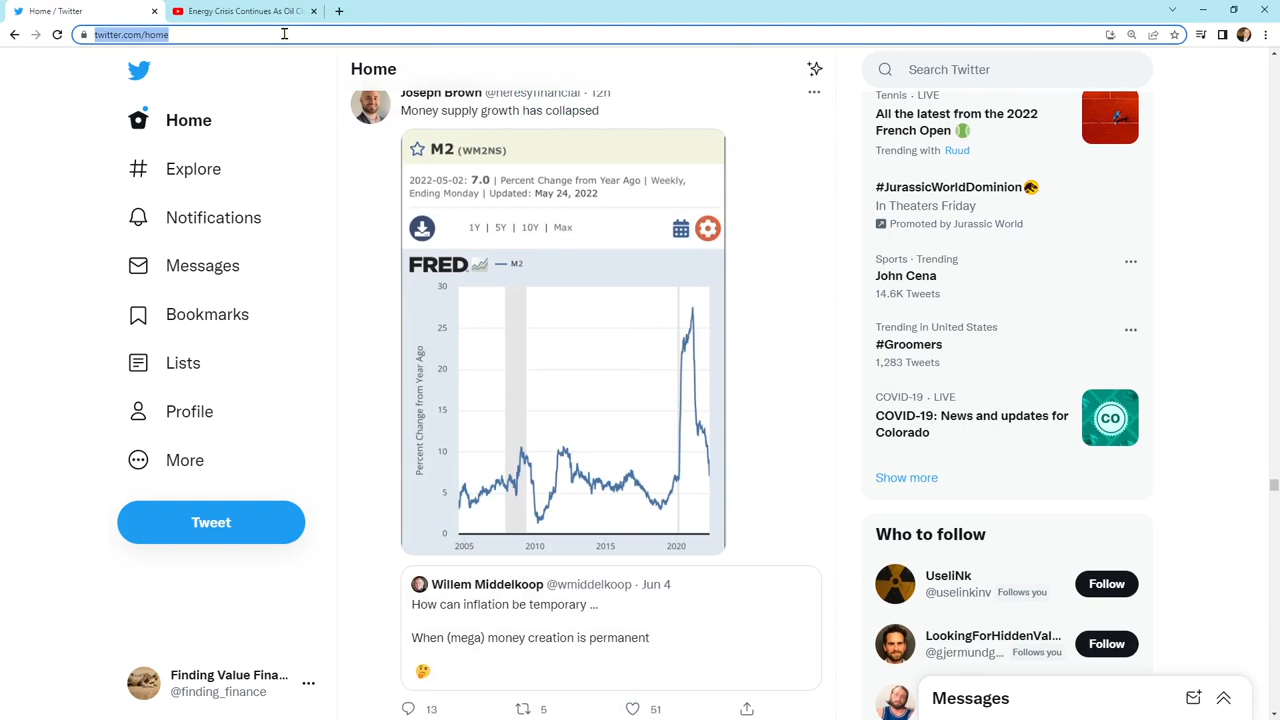 Home / Twitter
Energy Crisis Continues As Oil Cl
twitter.com/home
Home
Explore
Notifications
Messages
Bookmarks
Lists
Profile
More
Tweet
Finding Value Fina...
@finding_finance
Home
Joseph Brown @heresyfinancial · 12h
Money supply growth has collapsed
M2 (WM2NS)
2022-05-02: 7.0 | Percent Change from Year Ago | Weekly,
Ending Monday | Updated: May 24, 2022
1Y | 5Y | 10Y | Max
FRED
M2
Percent Change from Year Ago
30
25
20
15
10
5
0
2005 2010 2015 2020
Willem Middelkoop @wmiddelkoop · Jun 4
How can inflation be temporary ...
When (mega) money creation is permanent
13 5 51
Search Twitter
Tennis · LIVE
All the latest from the 2022
French Open
Trending with Ruud
#JurassicWorldDominion
In Theaters Friday
Promoted by Jurassic World
Sports · Trending
John Cena
14.6K Tweets
Trending in United States
#Groomers
1,283 Tweets
COVID-19 · LIVE
COVID-19: News and updates for
Colorado
CO
Show more
Who to follow
UseliNk
@uselinkinv Follows you
Follow
LookingForHiddenVal...
@gjermundg... Follows you
Follow
Messages